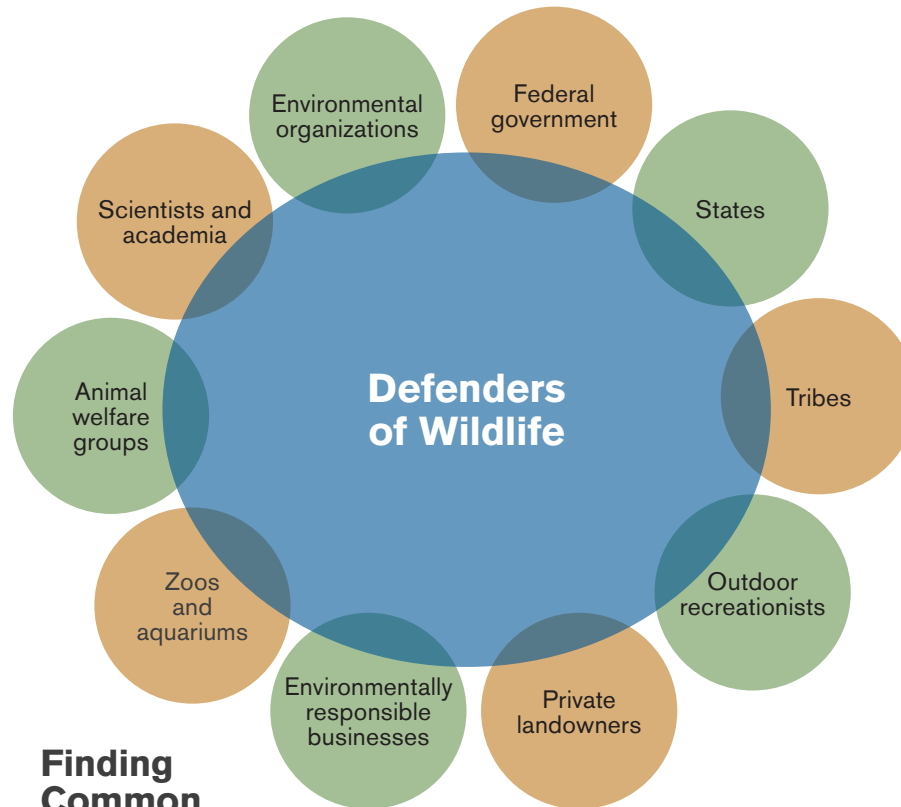 Environmental
organizations
Federal
government
Scientists and
academia
States
Animal
welfare
groups
Defenders
of Wildlife
Tribes
Zoos
and
aquariums
Outdoor
recreationists
Environmentally
responsible
businesses
Private
landowners
Finding
Common